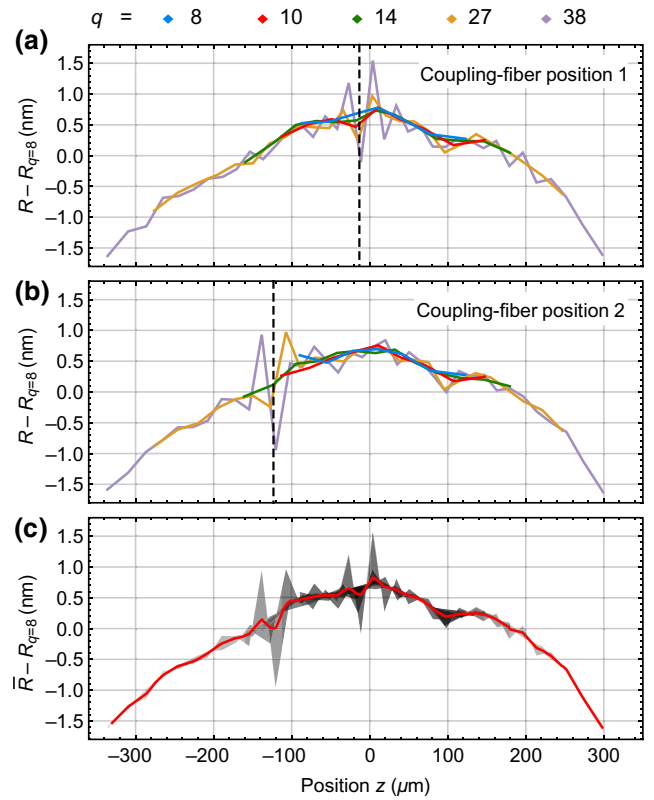 q = 8 10 14 27 38
(a)
1.5
1.0
0.5
0.0
−0.5
−1.0
−1.5
R − Rq=8 (nm)
Coupling-fiber position 1
(b)
1.5
1.0
0.5
0.0
−0.5
−1.0
−1.5
R − Rq=8 (nm)
Coupling-fiber position 2
(c)
1.5
1.0
0.5
0.0
−0.5
−1.0
−1.5
R̅ − Rq=8 (nm)
−300 −200 −100 0 100 200 300
Position z (μm)